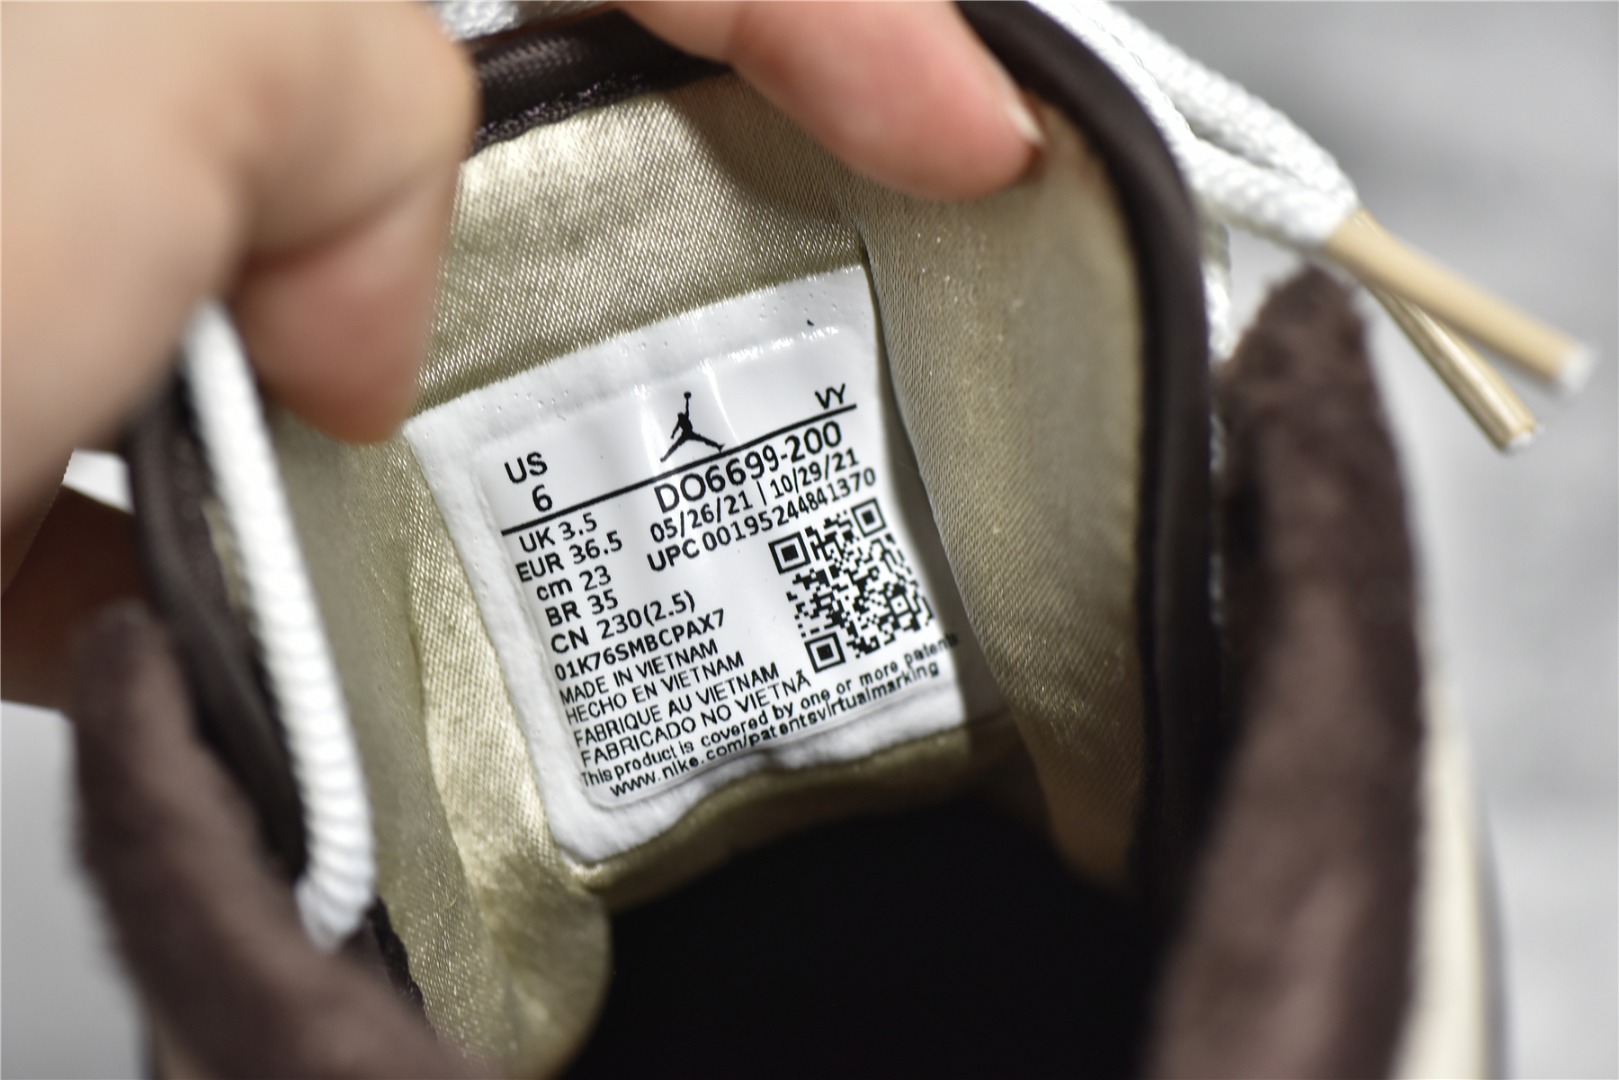 US
6
VY
UK 3.5
EUR 36.5
cm 23
BR 35
CN 230(2.5)
DO6699-200
05/26/21 | 10/29/21
UPC 00195244841370
01K76SMBCPAX7
MADE IN VIETNAM
HECHO EN VIETNAM
FABRIQUE AU VIETNAM
FABRICADO NO VIETNÃ
This product is covered by one or more patents
www.nike.com/patentsvirtualmarking